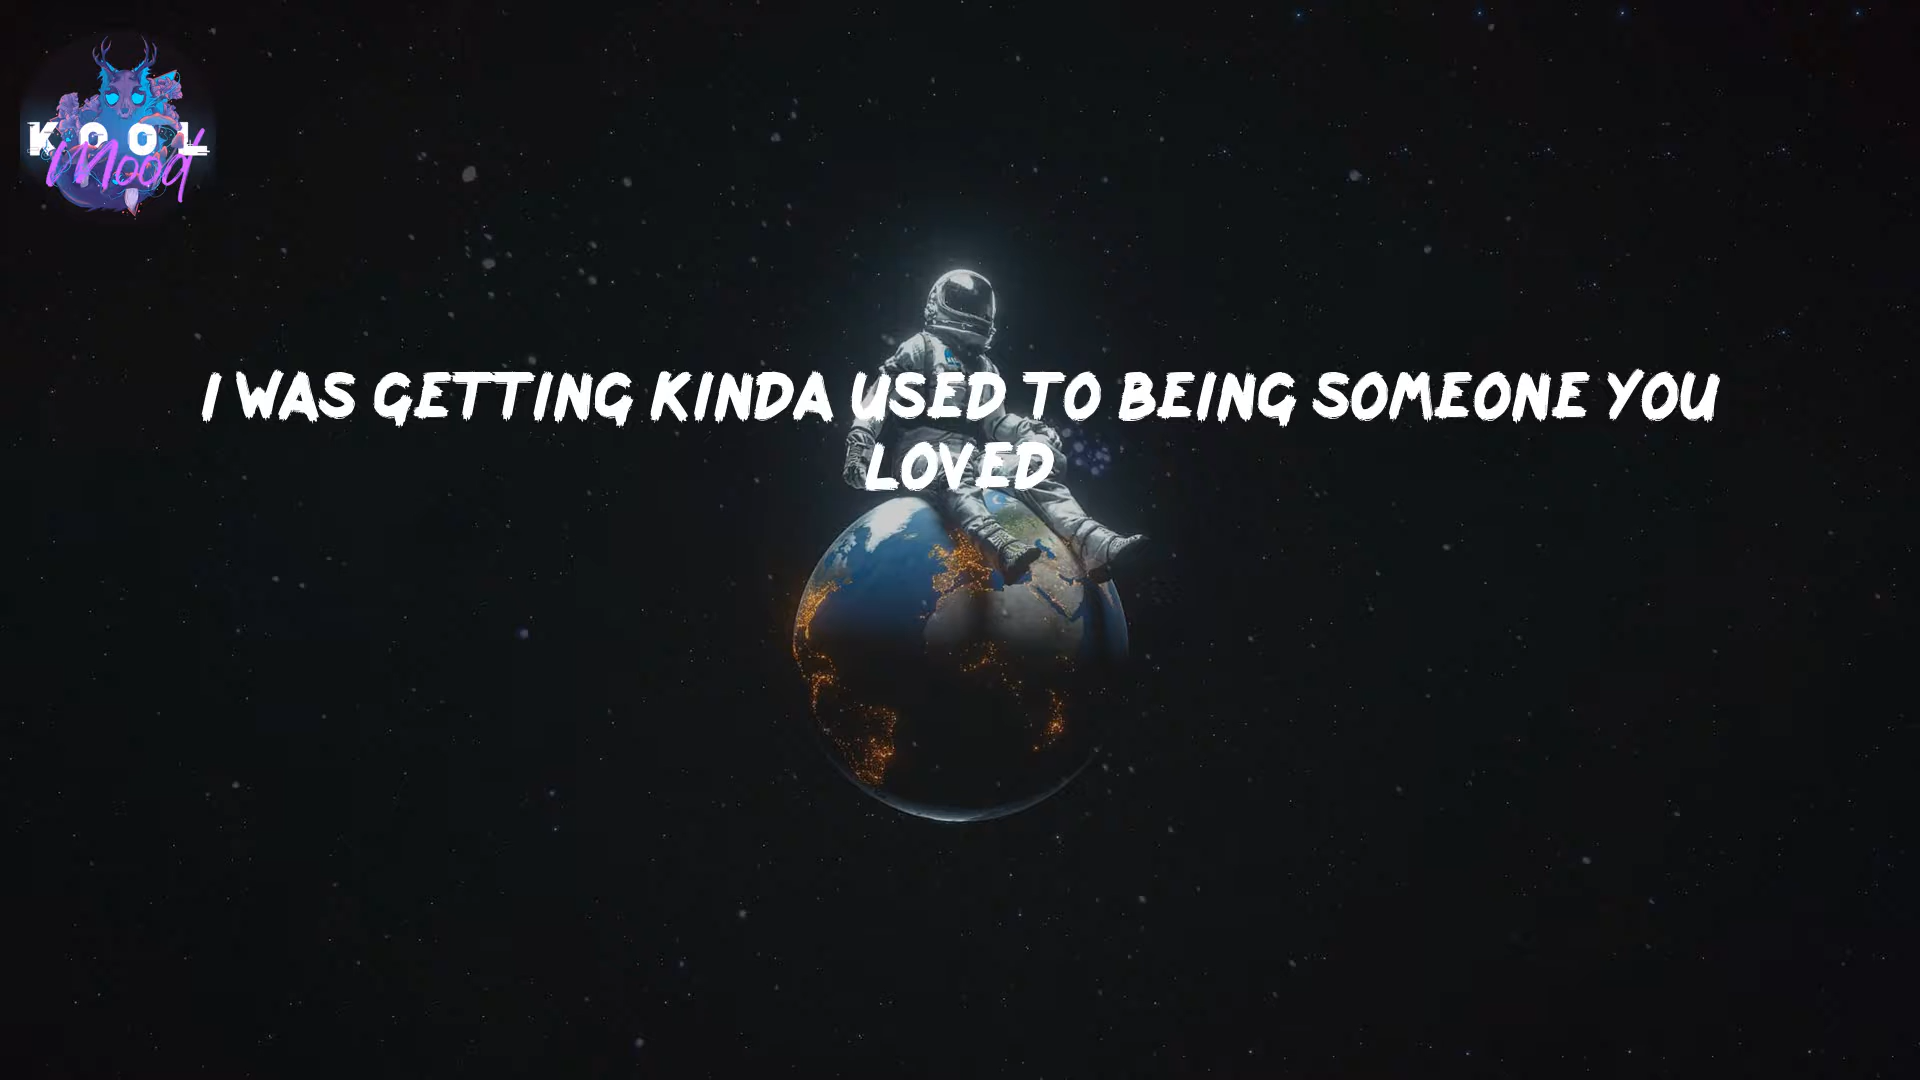 KOOL
Mood
I WAS GETTING KINDA USED TO BEING SOMEONE YOU
LOVED